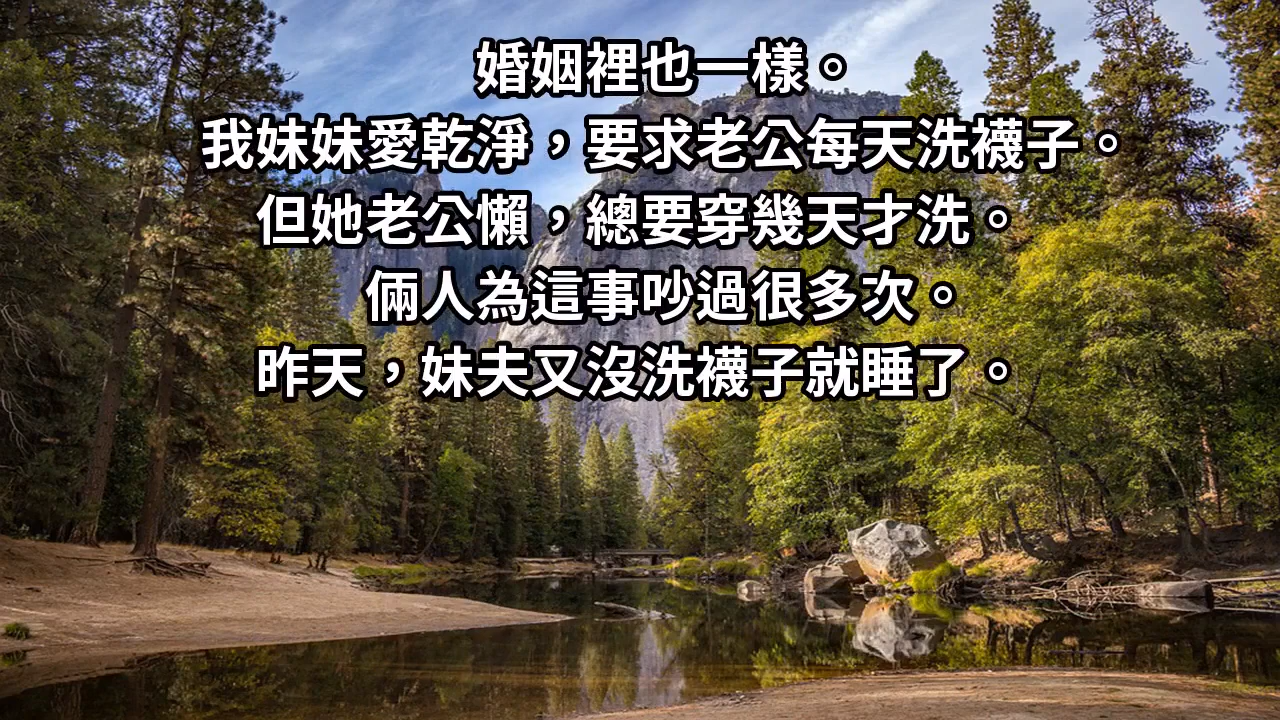 婚姻裡也一樣。
我妹妹愛乾淨，要求老公每天洗襪子。
但她老公懶，總要穿幾天才洗。
倆人為這事吵過很多次。
昨天，妹夫又沒洗襪子就睡了。